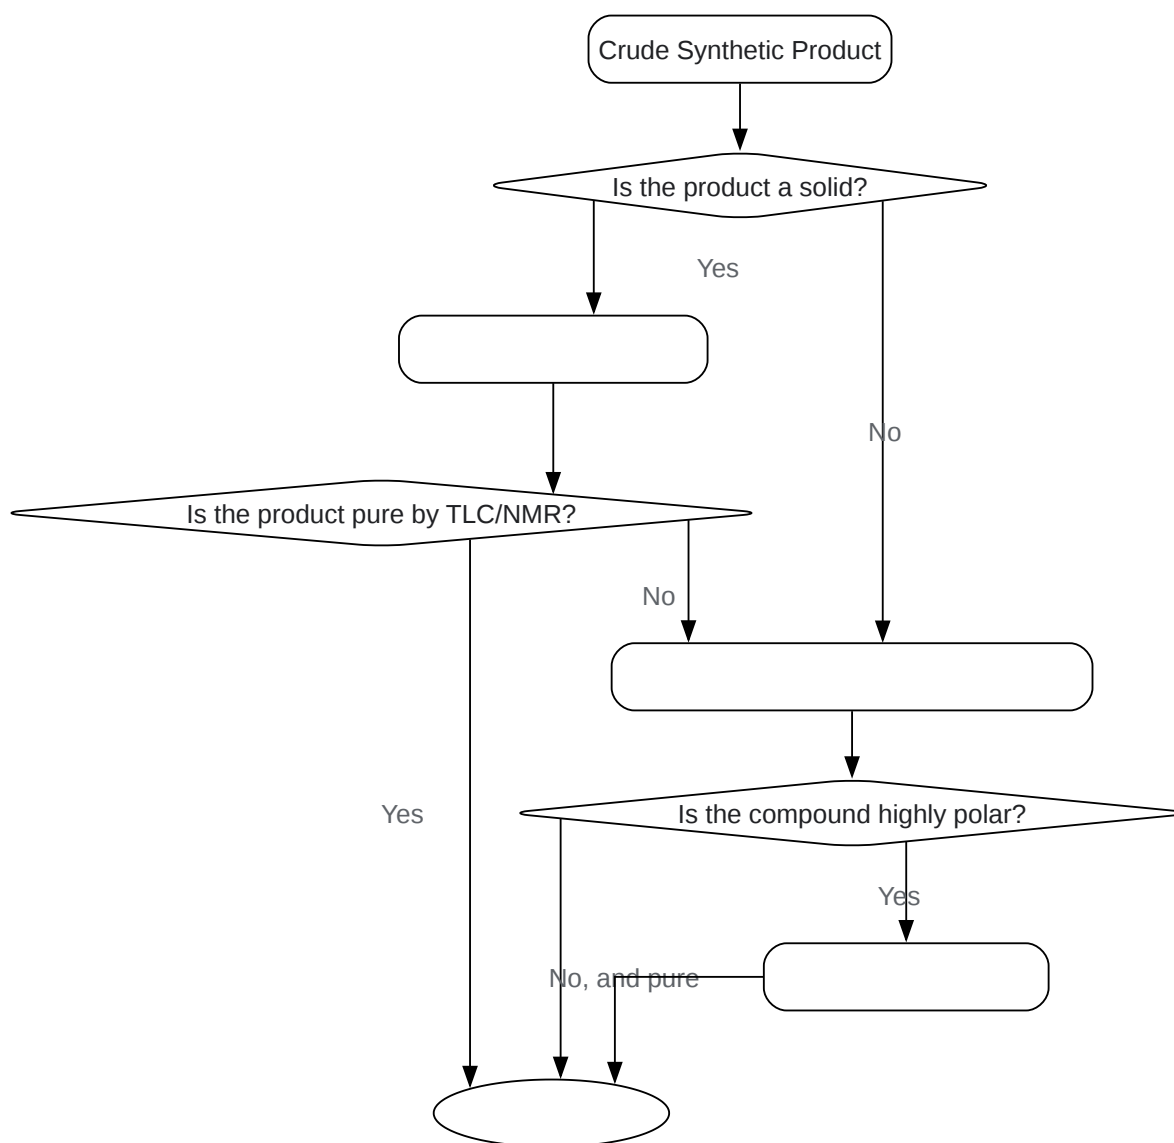 Crude Synthetic Product
Is the product a solid?
Yes
No
Is the product pure by TLC/NMR?
No
Yes
Is the compound highly polar?
Yes
No, and pure